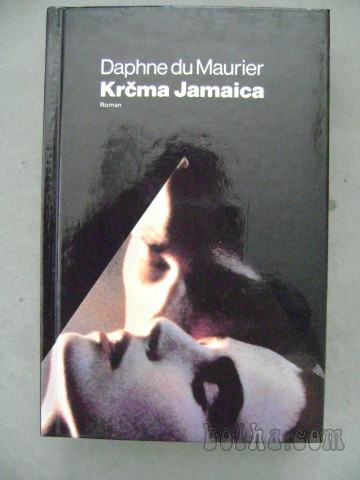 Daphne du Maurier
Krčma Jamaica
Roman
bolha.com